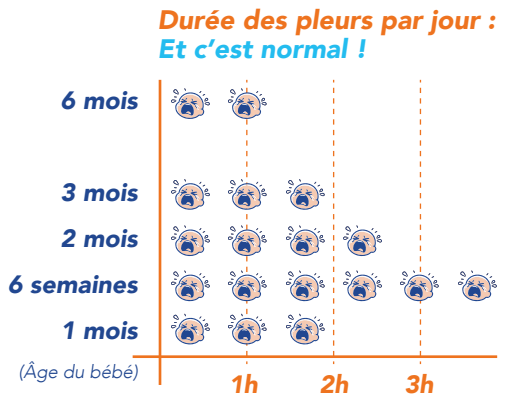 Durée des pleurs par jour :
Et c’est normal !
6 mois
3 mois
2 mois
6 semaines
1 mois
(Âge du bébé)
1h 2h 3h